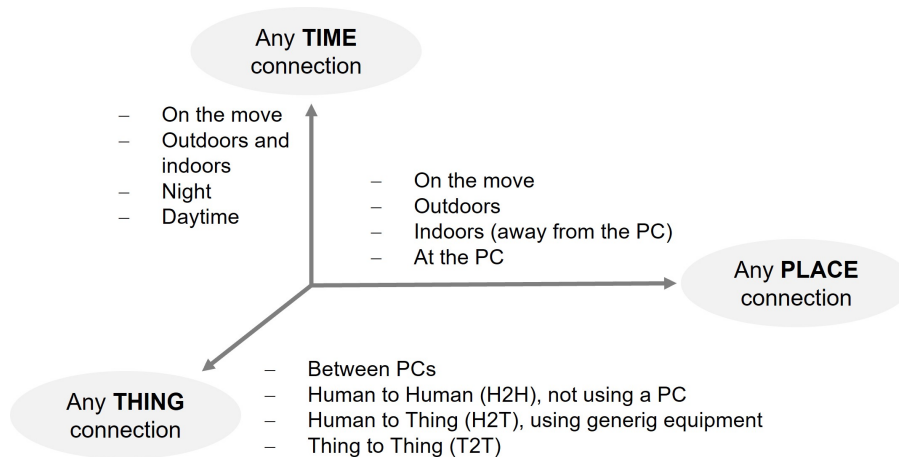 Any TIME
connection
– On the move
– Outdoors and
indoors
– Night
– Daytime
– On the move
– Outdoors
– Indoors (away from the PC)
– At the PC
Any PLACE
connection
Any THING
connection
– Between PCs
– Human to Human (H2H), not using a PC
– Human to Thing (H2T), using generig equipment
– Thing to Thing (T2T)